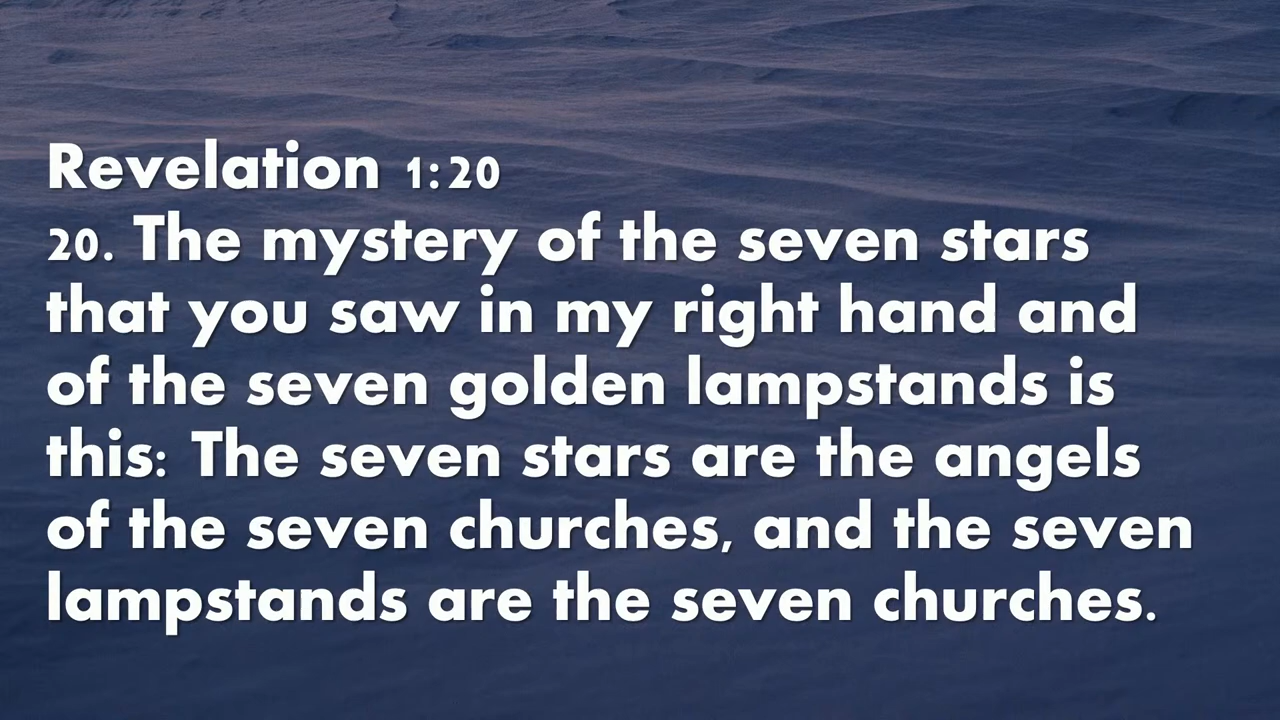 Revelation 1:20
20. The mystery of the seven stars
that you saw in my right hand and
of the seven golden lampstands is
this: The seven stars are the angels
of the seven churches, and the seven
lampstands are the seven churches.